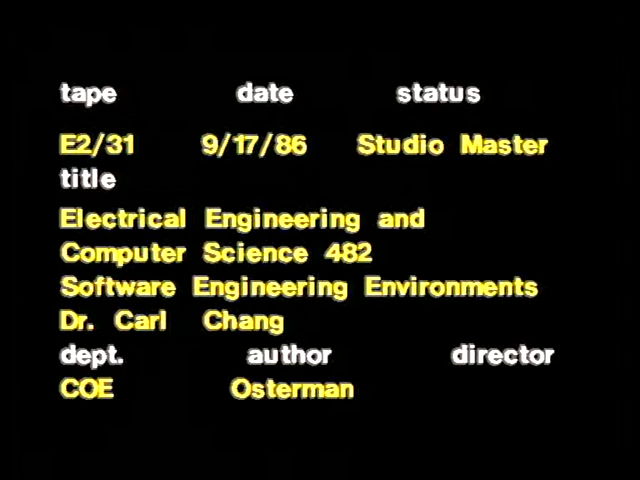 tape date status
E2/31 9/17/86 Studio Master
title
Electrical Engineering and
Computer Science 482
Software Engineering Environments
Dr. Carl Chang
dept. author director
COE Osterman